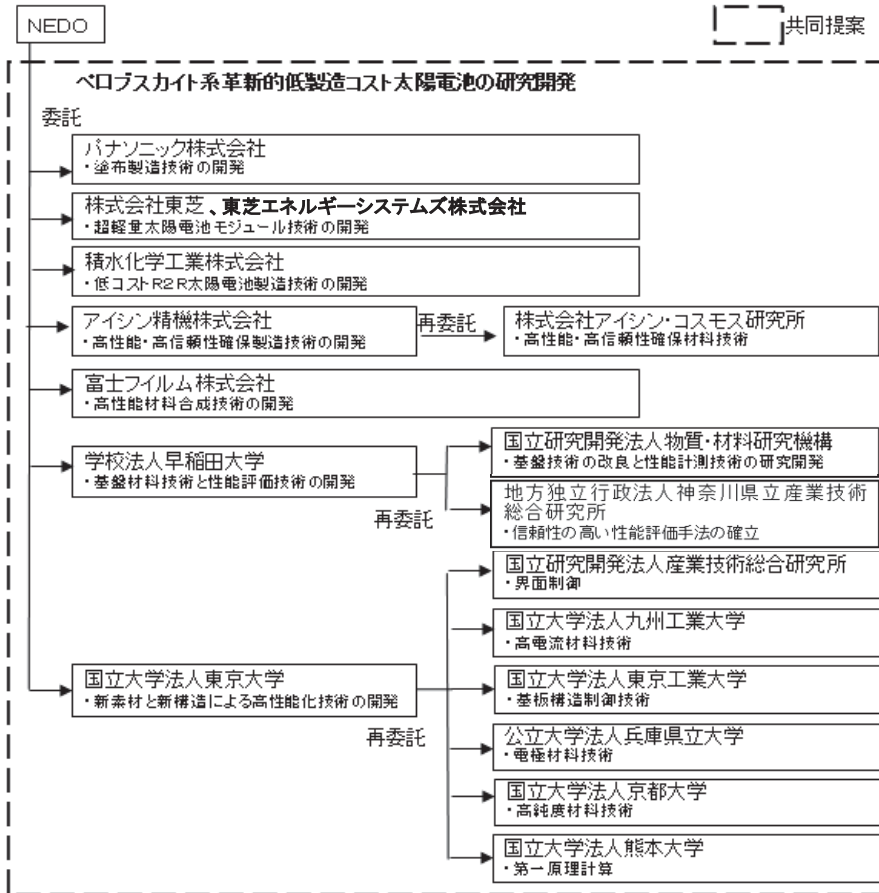 NEDO
共同提案
ペロブスカイト系革新的低製造コスト太陽電池の研究開発
委託
パナソニック株式会社
・塗布製造技術の開発
株式会社東芝、東芝エネルギーシステムズ株式会社
・超軽量太陽電池モジュール技術の開発
積水化学工業株式会社
・低コストR2R太陽電池製造技術の開発
アイシン精機株式会社
・高性能・高信頼性確保製造技術の開発
再委託
株式会社アイシン・コスモス研究所
・高性能・高信頼性確保材料技術
富士フイルム株式会社
・高性能材料合成技術の開発
学校法人早稲田大学
・基盤材料技術と性能評価技術の開発
再委託
国立研究開発法人物質・材料研究機構
・基盤技術の改良と性能計測技術の研究開発
地方独立行政法人神奈川県立産業技術
総合研究所
・信頼性の高い性能評価手法の確立
国立大学法人東京大学
・新素材と新構造による高性能化技術の開発
再委託
国立研究開発法人産業技術総合研究所
・界面制御
国立大学法人九州工業大学
・高電流材料技術
国立大学法人東京工業大学
・基板構造制御技術
公立大学法人兵庫県立大学
・電極材料技術
国立大学法人京都大学
・高純度材料技術
国立大学法人熊本大学
・第一原理計算